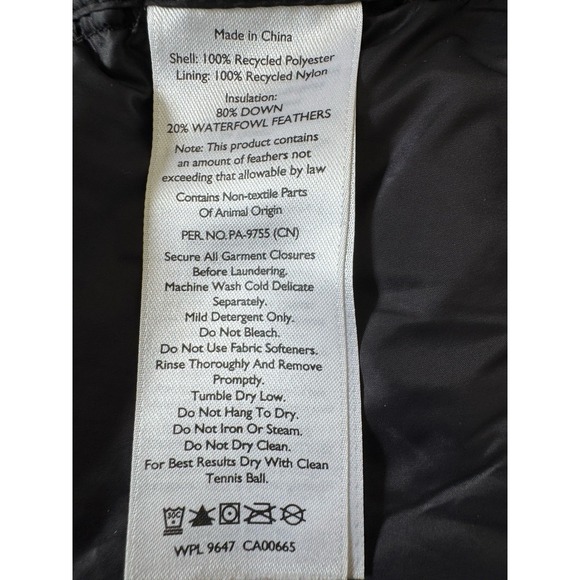 Made in China
Shell: 100% Recycled Polyester
Lining: 100% Recycled Nylon
Insulation:
80% DOWN
20% WATERFOWL FEATHERS
Note: This product contains
an amount of feathers not
exceeding that allowable by law
Contains Non-textile Parts
Of Animal Origin
PER. NO. PA-9755 (CN)
Secure All Garment Closures
Before Laundering.
Machine Wash Cold Delicate
Separately.
Mild Detergent Only.
Do Not Bleach.
Do Not Use Fabric Softeners.
Rinse Thoroughly And Remove
Promptly.
Tumble Dry Low.
Do Not Hang To Dry.
Do Not Iron Or Steam.
Do Not Dry Clean.
For Best Results Dry With Clean
Tennis Ball.
30C
WPL 9647 CA00665